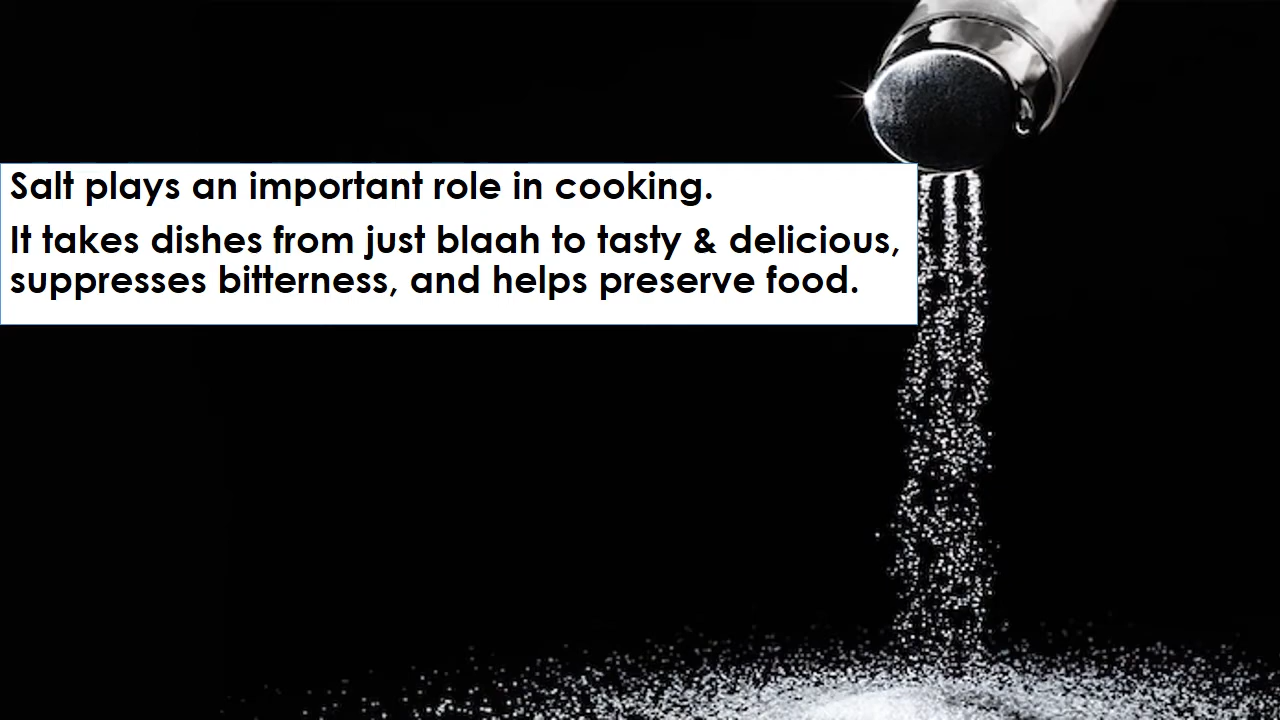 Salt plays an important role in cooking.
It takes dishes from just blaah to tasty & delicious,
suppresses bitterness, and helps preserve food.